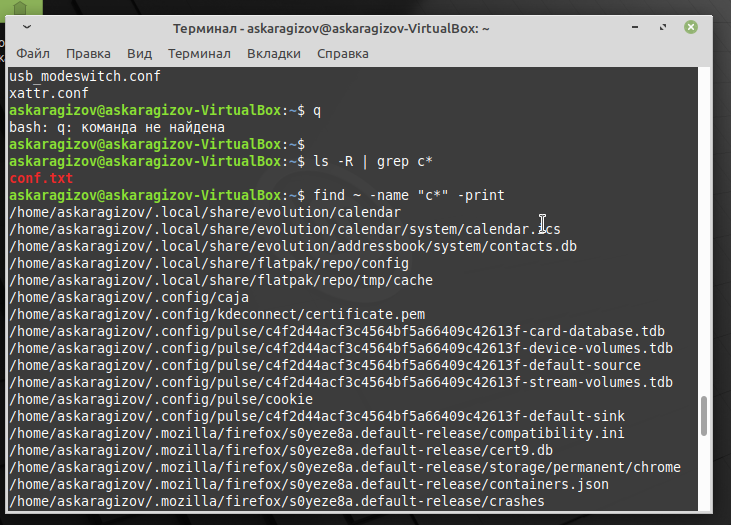 Терминал - askaragizov@askaragizov-VirtualBox: ~
Файл Правка Вид Терминал Вкладки Справка
usb_modeswitch.conf
xattr.conf
askaragizov@askaragizov-VirtualBox:~$ q
bash: q: команда не найдена
askaragizov@askaragizov-VirtualBox:~$
askaragizov@askaragizov-VirtualBox:~$ ls -R | grep c*
conf.txt
askaragizov@askaragizov-VirtualBox:~$ find ~ -name "c*" -print
/home/askaragizov/.local/share/evolution/calendar
/home/askaragizov/.local/share/evolution/calendar/system/calendar.ics
/home/askaragizov/.local/share/evolution/addressbook/system/contacts.db
/home/askaragizov/.local/share/flatpak/repo/config
/home/askaragizov/.local/share/flatpak/repo/tmp/cache
/home/askaragizov/.config/caja
/home/askaragizov/.config/kdeconnect/certificate.pem
/home/askaragizov/.config/pulse/c4f2d44acf3c4564bf5a66409c42613f-card-database.tdb
/home/askaragizov/.config/pulse/c4f2d44acf3c4564bf5a66409c42613f-device-volumes.tdb
/home/askaragizov/.config/pulse/c4f2d44acf3c4564bf5a66409c42613f-default-source
/home/askaragizov/.config/pulse/c4f2d44acf3c4564bf5a66409c42613f-stream-volumes.tdb
/home/askaragizov/.config/pulse/cookie
/home/askaragizov/.config/pulse/c4f2d44acf3c4564bf5a66409c42613f-default-sink
/home/askaragizov/.mozilla/firefox/s0yeze8a.default-release/compatibility.ini
/home/askaragizov/.mozilla/firefox/s0yeze8a.default-release/cert9.db
/home/askaragizov/.mozilla/firefox/s0yeze8a.default-release/storage/permanent/chrome
/home/askaragizov/.mozilla/firefox/s0yeze8a.default-release/containers.json
/home/askaragizov/.mozilla/firefox/s0yeze8a.default-release/crashes